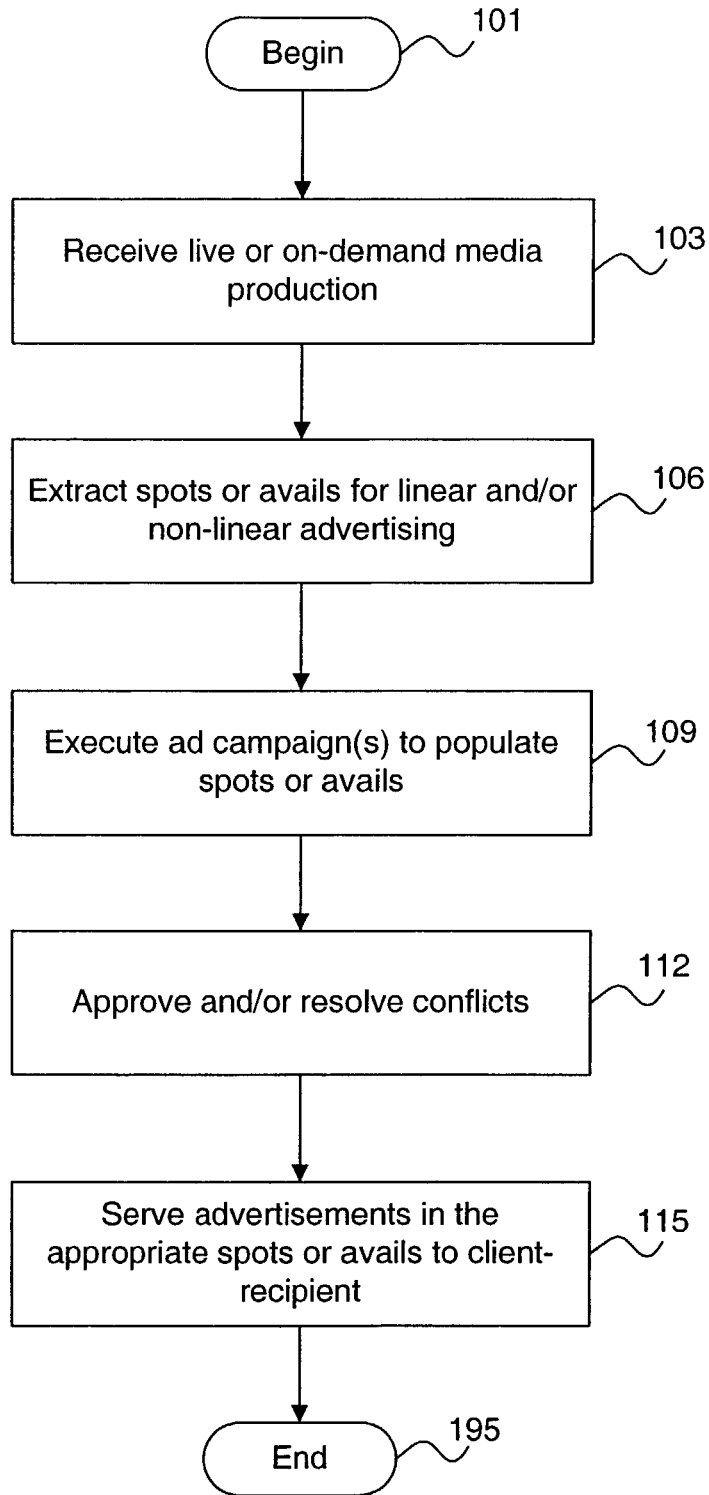 Begin
101
Receive live or on-demand media
production
103
Extract spots or avails for linear and/or
non-linear advertising
106
Execute ad campaign(s) to populate
spots or avails
109
Approve and/or resolve conflicts
112
Serve advertisements in the
appropriate spots or avails to client-
recipient
115
End
195